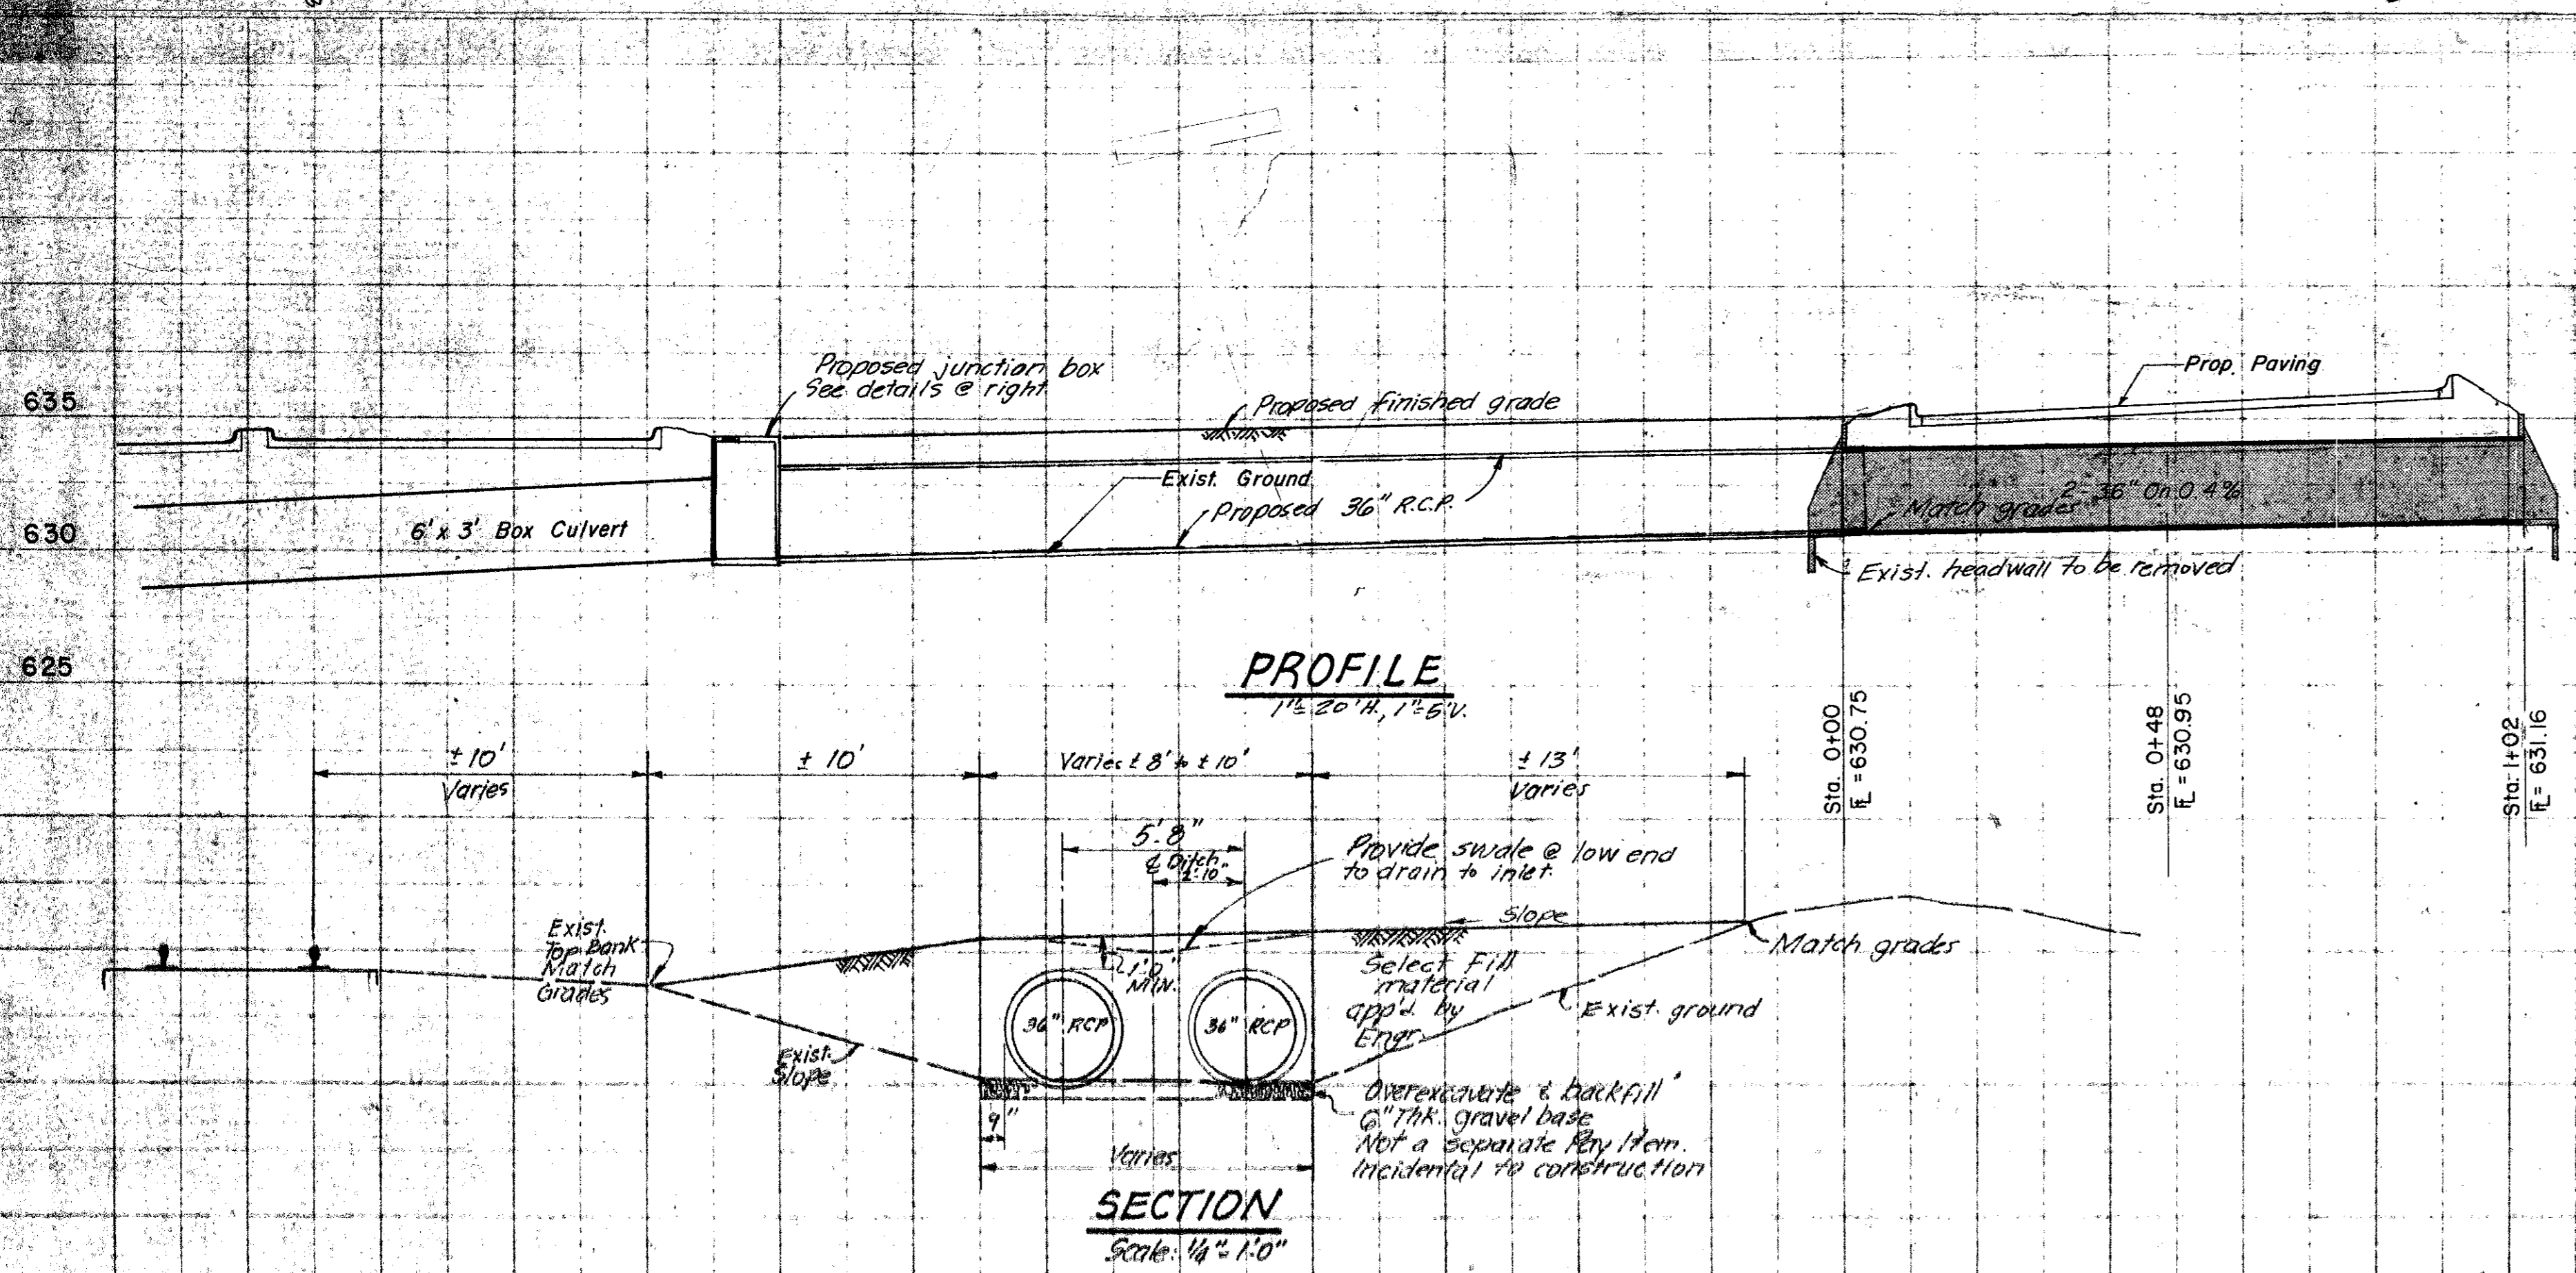 Proposed junction box
See details @ right
Prop. Paving
635
Proposed finished grade
Exist. Ground
2-36" On 0.4%
630
6' x 3' Box Culvert
Proposed 36" R.C.P.
Match grades
Exist. headwall to be removed
625
PROFILE
1"=20'H., 1"=5'V.
Sta. 0+00
FL = 630.75
Sta. 0+48
FL = 630.95
Sta. 1+02
FL = 631.16
± 10'
Varies
± 10'
Varies ± 8' to ± 10'
± 13'
Varies
5'.8"
℄ Ditch
2'.10"
Provide swale @ low end
to drain to inlet.
Exist.
Top Bank
Match
Grades
Slope
Match grades
1'.0"
MIN.
Select Fill
material
app'd. by
Engr.
36" RCP
36" RCP
Exist. ground
Exist.
Slope
Overexcavate & backfill
6" Thk. gravel base
Not a separate Pay Item.
Incidental to construction
9"
Varies
SECTION
Scale: 1/4" = 1'.0"